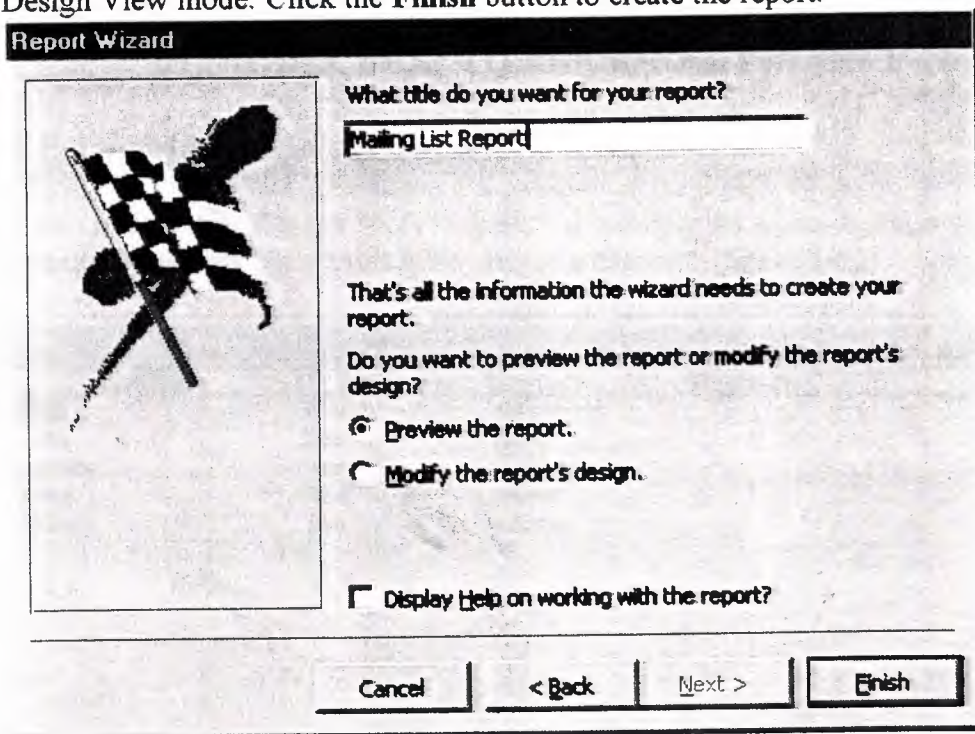 Design View mode. Click the Finish button to create the report.
Report Wizard
What title do you want for your report?
Mailing List Report
That's all the information the wizard needs to create your
report.
Do you want to preview the report or modify the report's
design?
Preview the report.
Modify the report's design.
Display Help on working with the report?
Cancel
< Back
Next >
Finish